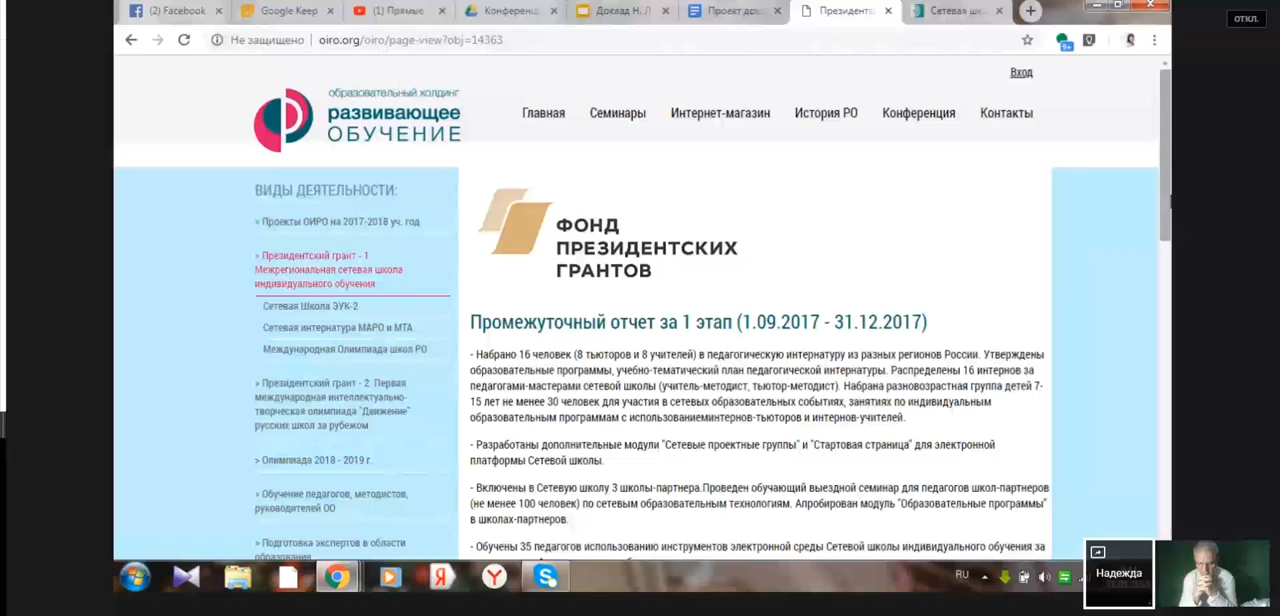 (2) Facebook
Google Keep
(1) Прямые
Конференц
Доклад Н. Л
Проект до
Президентс
Сетевая ш
откл.
Не защищено
oiro.org/oiro/page-view?obj=14363
9+
Вход
образовательный холдинг
развивающее
ОБУЧЕНИЕ
Главная
Семинары
Интернет-магазин
История РО
Конференция
Контакты
ВИДЫ ДЕЯТЕЛЬНОСТИ:
> Проекты ОИРО на 2017-2018 уч. год
> Президентский грант - 1
Межрегиональная сетевая школа
индивидуального обучения
Сетевая Школа ЭУК-2
Сетевая интернатура МАРО и МТА
Международная Олимпиада школ РО
> Президентский грант - 2. Первая
международная интеллектуально-
творческая олимпиада "Движение"
русских школ за рубежом
> Олимпиада 2018 - 2019 г.
> Обучение педагогов, методистов,
руководителей ОО
> Подготовка экспертов в области
образования
ФОНД
ПРЕЗИДЕНТСКИХ
ГРАНТОВ
Промежуточный отчет за 1 этап (1.09.2017 - 31.12.2017)
- Набрано 16 человек (8 тьюторов и 8 учителей) в педагогическую интернатуру из разных регионов России. Утверждены
образовательные программы, учебно-тематический план педагогической интернатуры. Распределены 16 интернов за
педагогами-мастерами сетевой школы (учитель-методист, тьютор-методист). Набрана разновозрастная группа детей 7-
15 лет не менее 30 человек для участия в сетевых образовательных событиях, занятиях по индивидуальным
образовательным программам с использованиеминтернов-тьюторов и интернов-учителей.
- Разработаны дополнительные модули "Сетевые проектные группы" и "Стартовая страница" для электронной
платформы Сетевой школы.
- Включены в Сетевую школу 3 школы-партнера.Проведен обучающий выездной семинар для педагогов школ-партнеров
(не менее 100 человек) по сетевым образовательным технологиям. Апробирован модуль "Образовательные программы"
в школах-партнеров.
- Обучены 35 педагогов использованию инструментов электронной среды Сетевой школы индивидуального обучения за
RU
Надежда